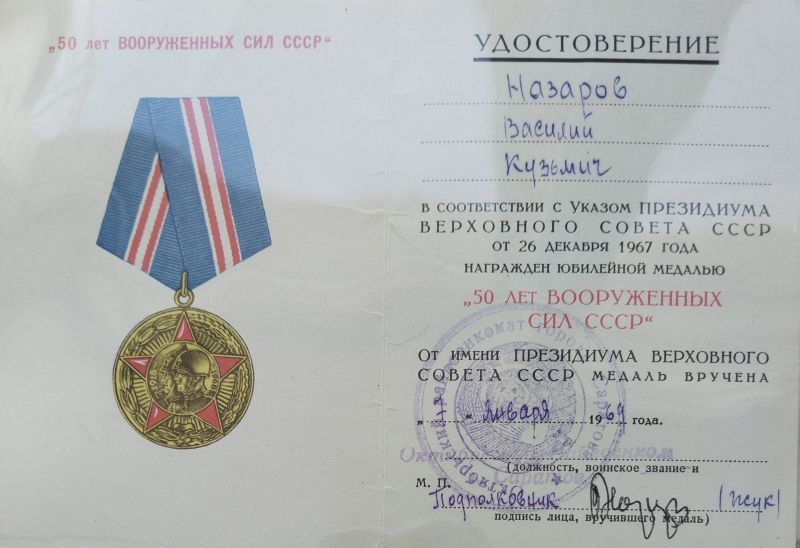 „50 лет ВООРУЖЕННЫХ СИЛ СССР“
УДОСТОВЕРЕНИЕ
Назаров
Василий
Кузьмич
В СООТВЕТСТВИИ С УКАЗОМ ПРЕЗИДИУМА
ВЕРХОВНОГО СОВЕТА СССР
ОТ 26 ДЕКАБРЯ 1967 ГОДА
НАГРАЖДЕН ЮБИЛЕЙНОЙ МЕДАЛЬЮ
„50 ЛЕТ ВООРУЖЕННЫХ
СИЛ СССР“
ОТ ИМЕНИ ПРЕЗИДИУМА ВЕРХОВНОГО
СОВЕТА СССР МЕДАЛЬ ВРУЧЕНА
„ “ Января 1969 года.
(должность, воинское звание и
М. П.
Подполковник (Жук)
подпись лица, вручившего медаль)